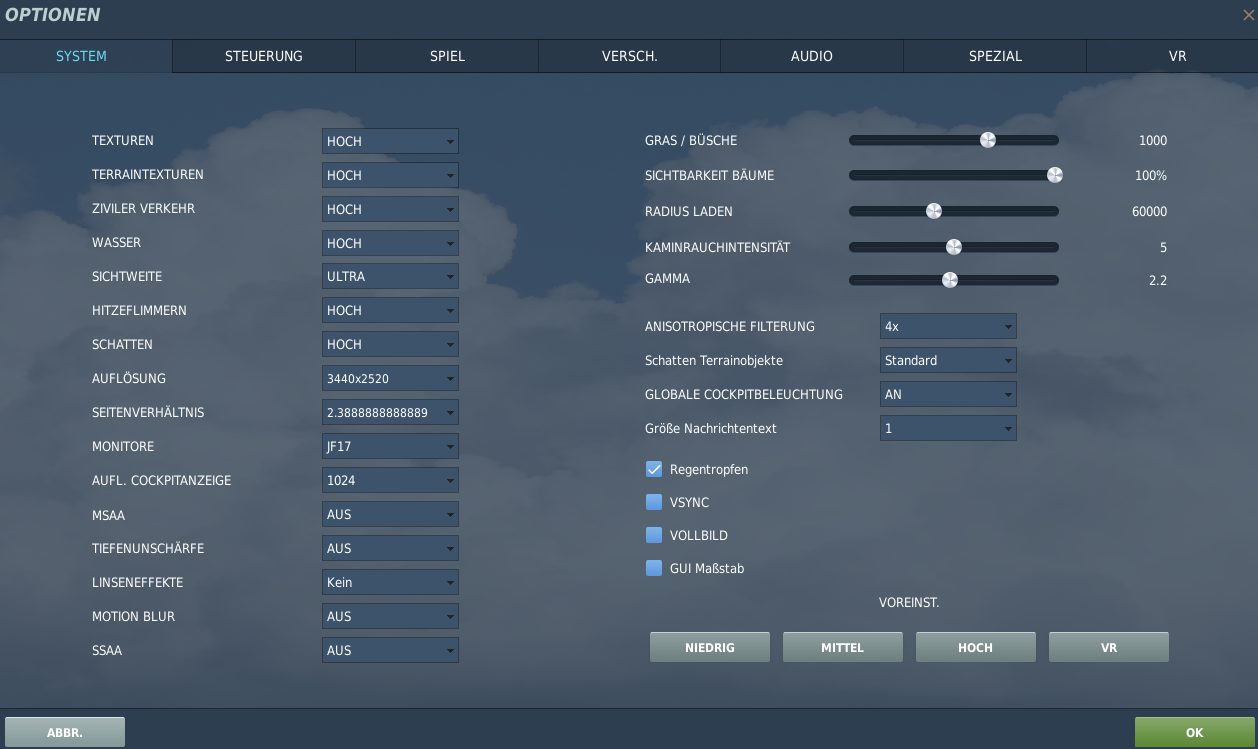 OPTIONEN
SYSTEM STEUERUNG SPIEL VERSCH. AUDIO SPEZIAL VR
TEXTUREN HOCH
TERRAINTEXTUREN HOCH
ZIVILER VERKEHR HOCH
WASSER HOCH
SICHTWEITE ULTRA
HITZEFLIMMERN HOCH
SCHATTEN HOCH
AUFLÖSUNG 3440x2520
SEITENVERHÄLTNIS 2.3888888888889
MONITORE JF17
AUFL. COCKPITANZEIGE 1024
MSAA AUS
TIEFENUNSCHÄRFE AUS
LINSENEFFEKTE Kein
MOTION BLUR AUS
SSAA AUS
GRAS / BÜSCHE 1000
SICHTBARKEIT BÄUME 100%
RADIUS LADEN 60000
KAMINRAUCHINTENSITÄT 5
GAMMA 2.2
ANISOTROPISCHE FILTERUNG 4x
Schatten Terrainobjekte Standard
GLOBALE COCKPITBELEUCHTUNG AN
Größe Nachrichtentext 1
Regentropfen
VSYNC
VOLLBILD
GUI Maßstab
VOREINST.
NIEDRIG MITTEL HOCH VR
ABBR. OK